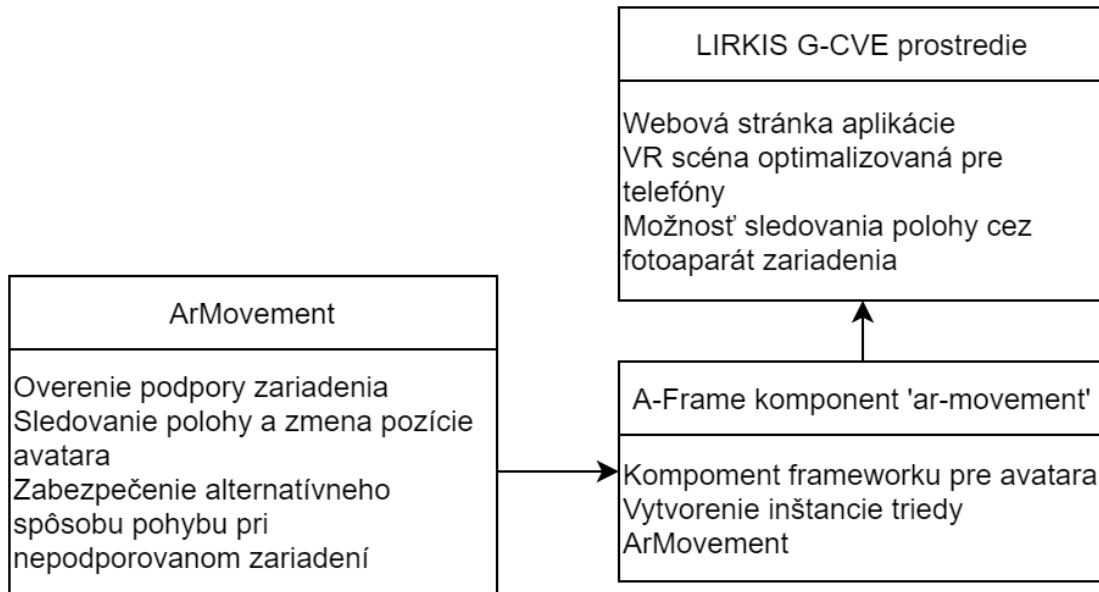 LIRKIS G-CVE prostredie
Webová stránka aplikácie
VR scéna optimalizovaná pre
telefóny
Možnosť sledovania polohy cez
fotoaparát zariadenia
ArMovement
Overenie podpory zariadenia
Sledovanie polohy a zmena pozície
avatara
Zabezpečenie alternatívneho
spôsobu pohybu pri
nepodporovanom zariadení
A-Frame komponent 'ar-movement'
Kompoment frameworku pre avatara
Vytvorenie inštancie triedy
ArMovement